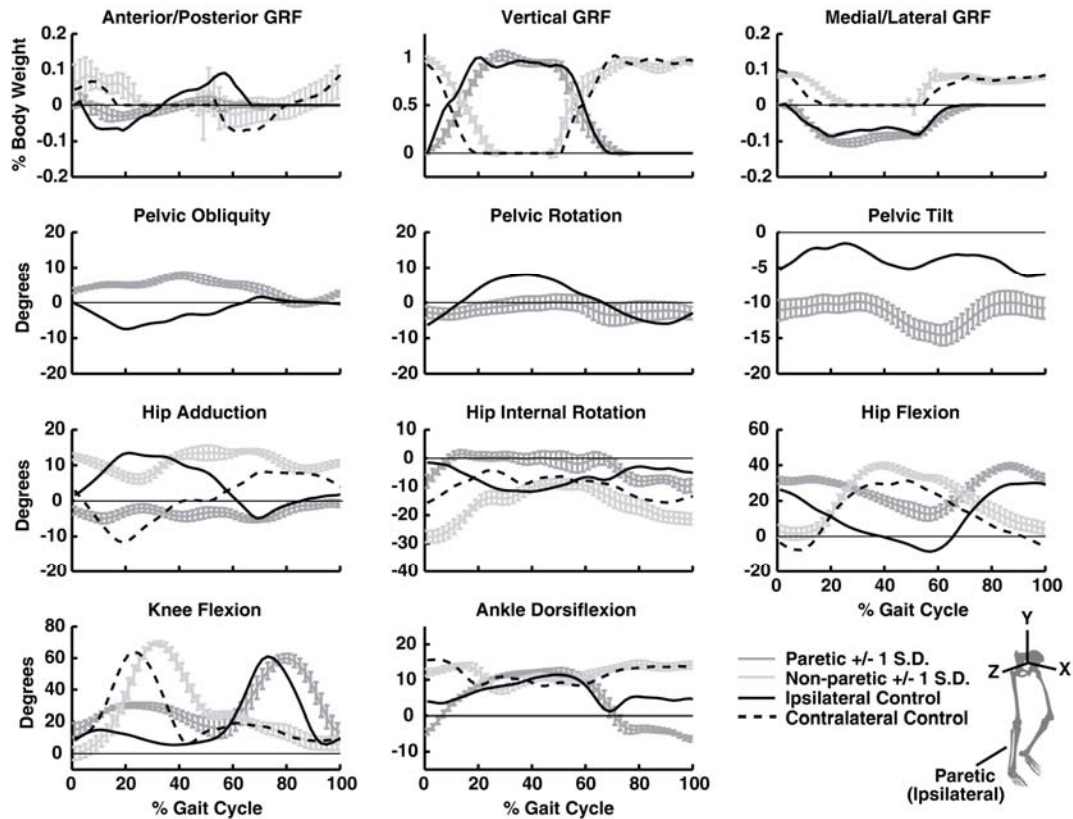 Anterior/Posterior GRF
Vertical GRF
Medial/Lateral GRF
% Body Weight
0.2
0.1
0
-0.1
0.2
1
0.5
0
0.2
0.1
0
-0.1
0.2
Pelvic Obliquity
Pelvic Rotation
Pelvic Tilt
Degrees
20
10
0
-10
-20
20
10
0
-10
-20
0
-5
-10
-15
-20
Hip Adduction
Hip Internal Rotation
Hip Flexion
Degrees
20
10
0
-10
-20
10
0
-10
-20
-30
-40
60
40
20
0
-20
0 20 40 60 80 100
% Gait Cycle
Knee Flexion
Ankle Dorsiflexion
Degrees
80
60
40
20
0
20
10
0
-10
0 20 40 60 80 100
% Gait Cycle
0 20 40 60 80 100
% Gait Cycle
Paretic +/- 1 S.D.
Non-paretic +/- 1 S.D.
Ipsilateral Control
Contralateral Control
Y
Z
X
Paretic
(Ipsilateral)